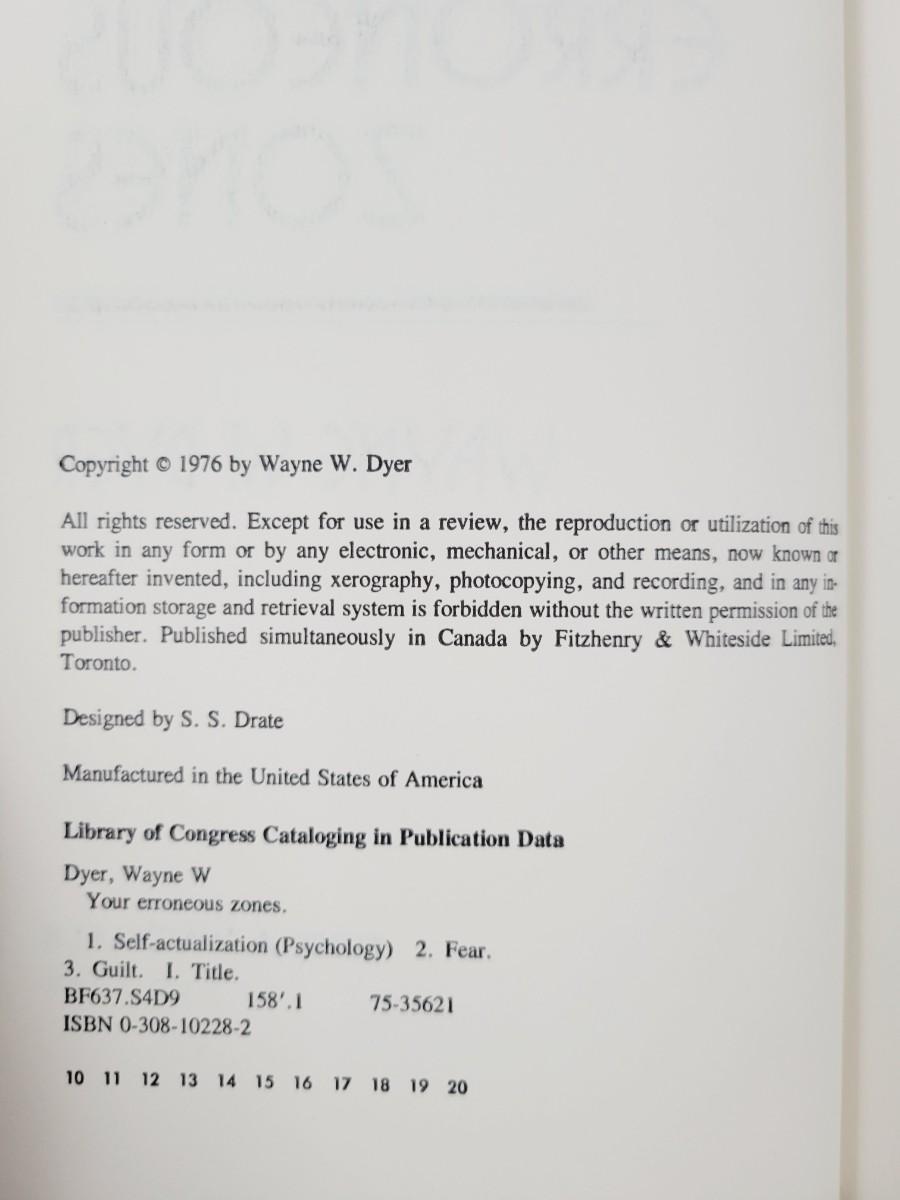 Copyright © 1976 by Wayne W. Dyer
All rights reserved. Except for use in a review, the reproduction or utilization of this
work in any form or by any electronic, mechanical, or other means, now known or
hereafter invented, including xerography, photocopying, and recording, and in any in-
formation storage and retrieval system is forbidden without the written permission of the
publisher. Published simultaneously in Canada by Fitzhenry & Whiteside Limited,
Toronto.
Designed by S. S. Drate
Manufactured in the United States of America
Library of Congress Cataloging in Publication Data
Dyer, Wayne W
Your erroneous zones.
1. Self-actualization (Psychology) 2. Fear.
3. Guilt. I. Title.
BF637.S4D9 158'.1 75-35621
ISBN 0-308-10228-2
10 11 12 13 14 15 16 17 18 19 20